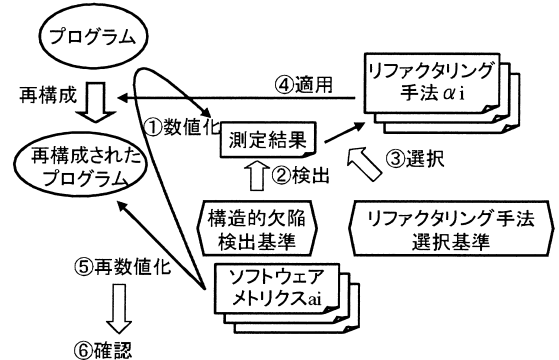 プログラム
リファクタリング
手法αi
④適用
再構成
①数値化
測定結果
③選択
再構成された
プログラム
②検出
構造的欠陥
検出基準
リファクタリング手法
選択基準
⑤再数値化
ソフトウェア
メトリクスai
⑥確認